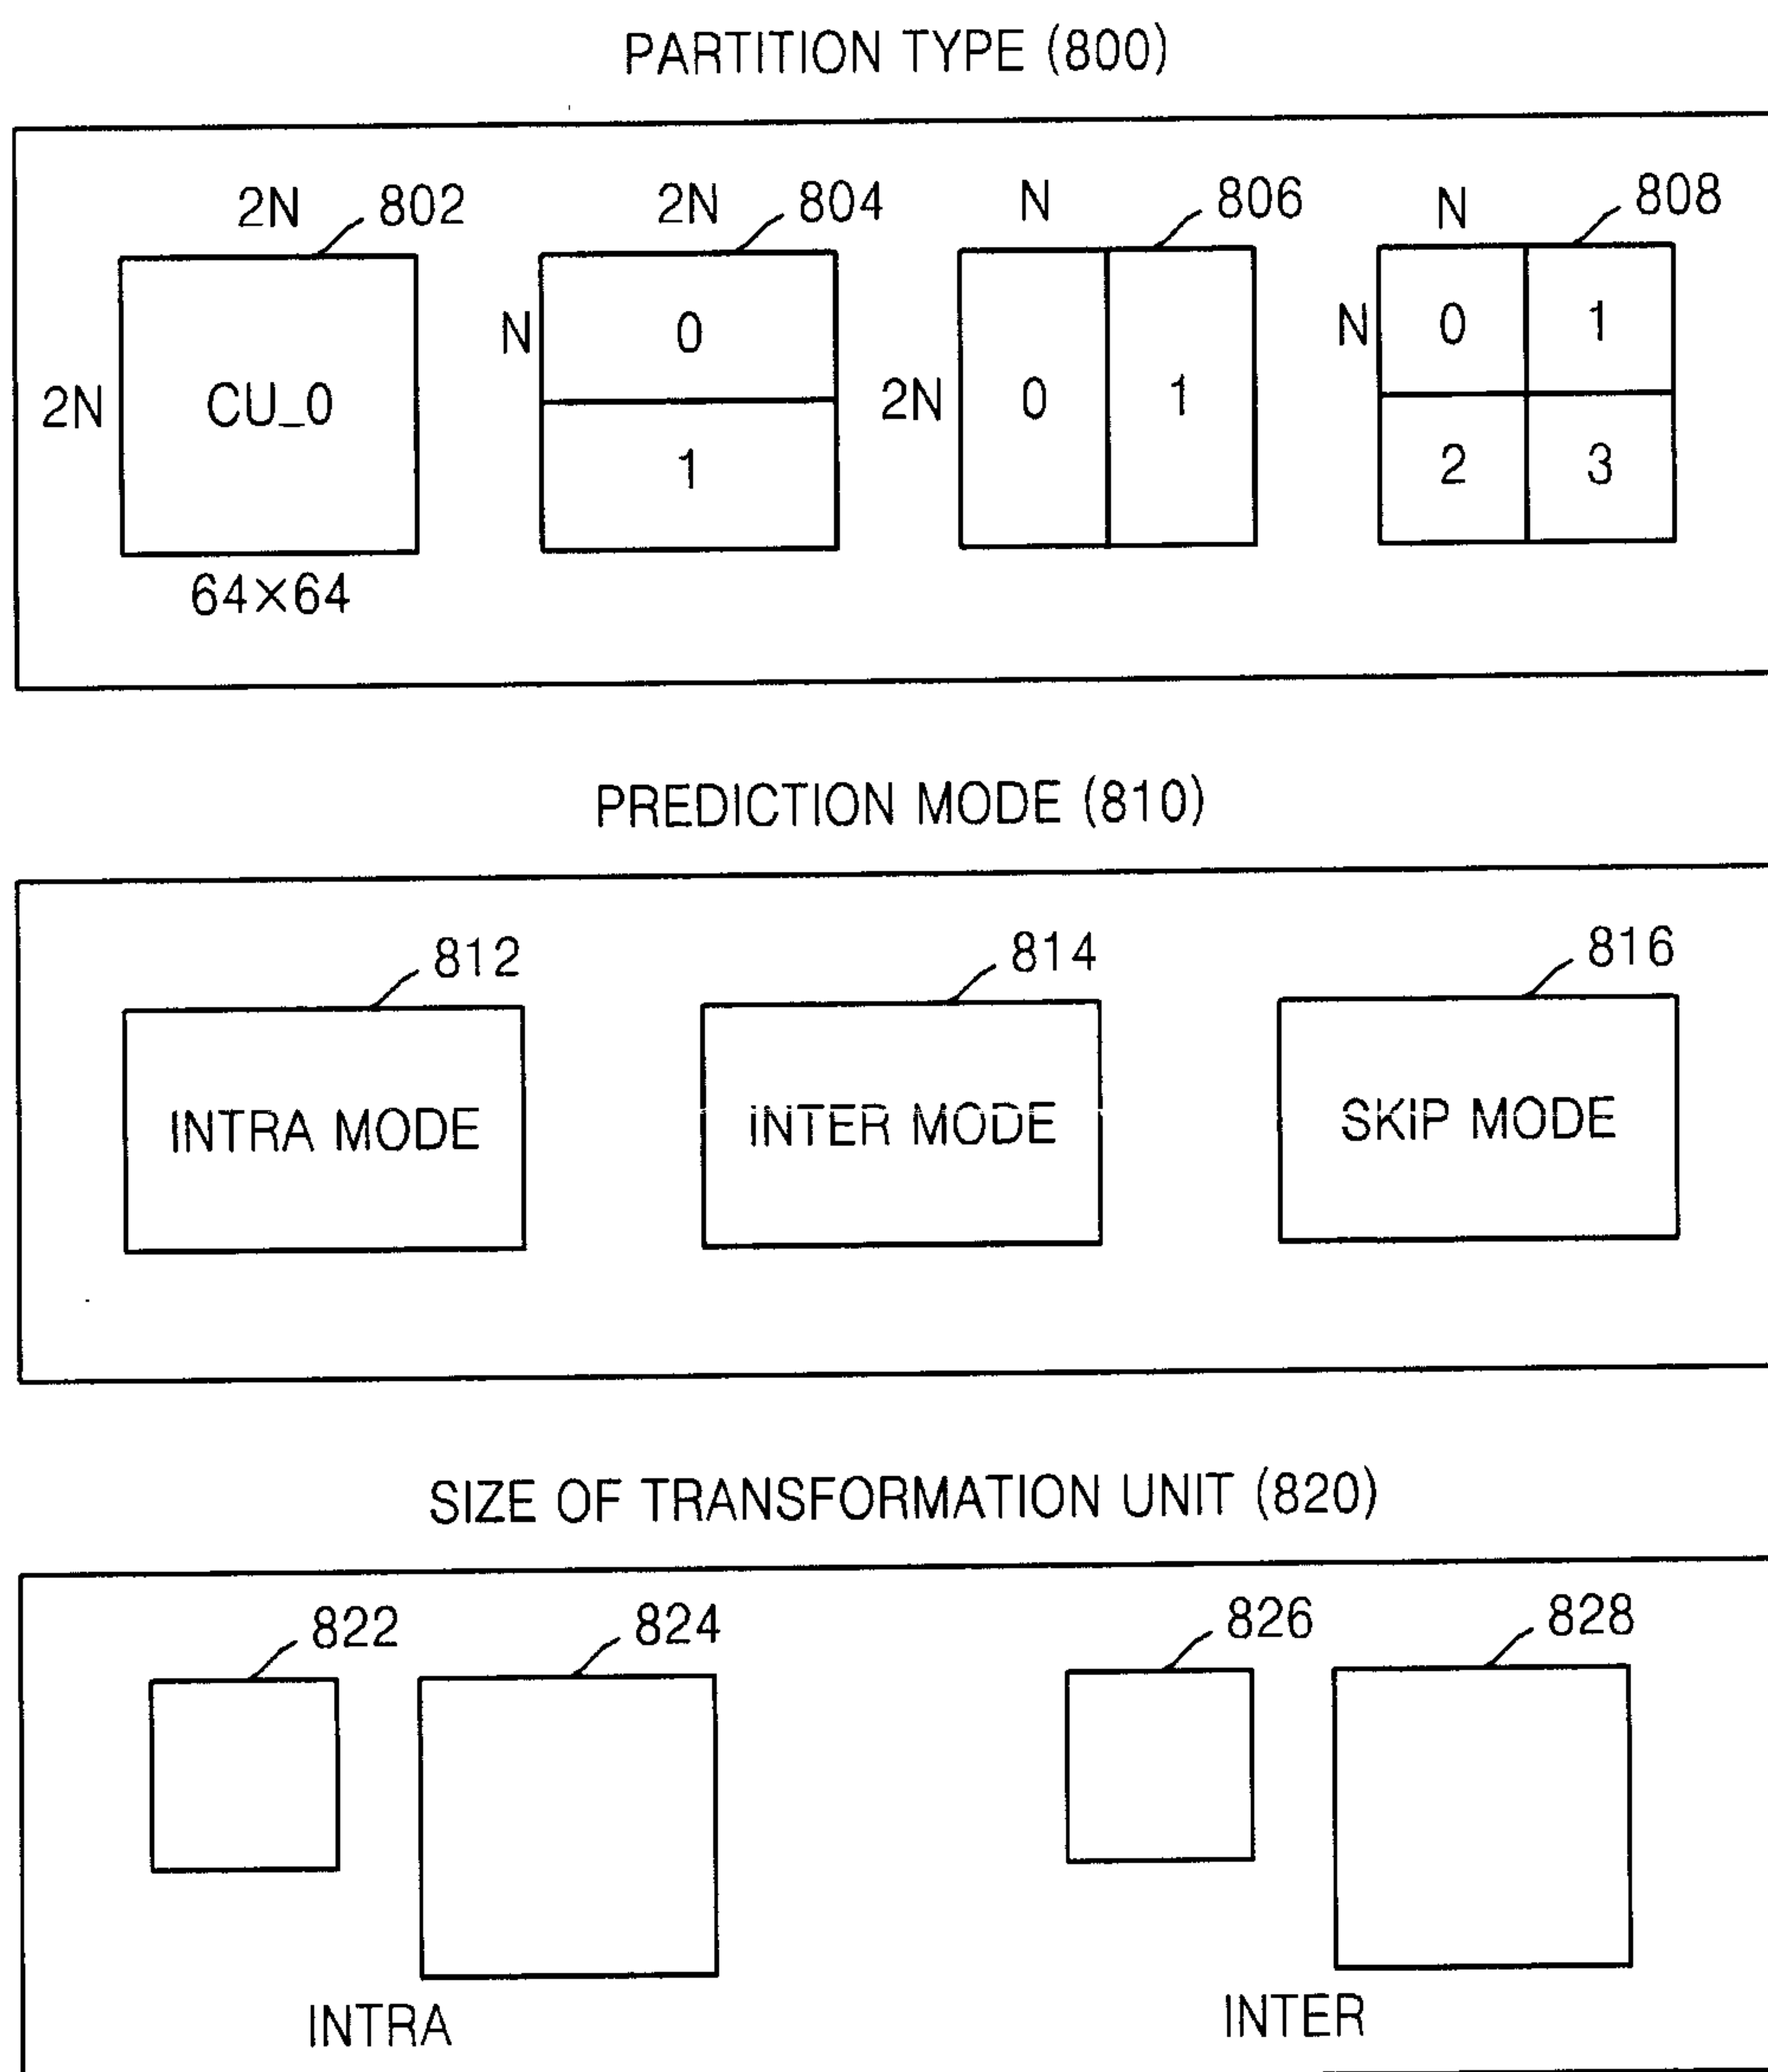 PARTITION TYPE (800)
2N 802 2N 804 N 806 N 808
N 0 N 0 1
2N CU_0 2N 0 1
1 2 3
64×64
PREDICTION MODE (810)
812 814 816
INTRA MODE INTER MODE SKIP MODE
SIZE OF TRANSFORMATION UNIT (820)
822 824 826 828
INTRA INTER